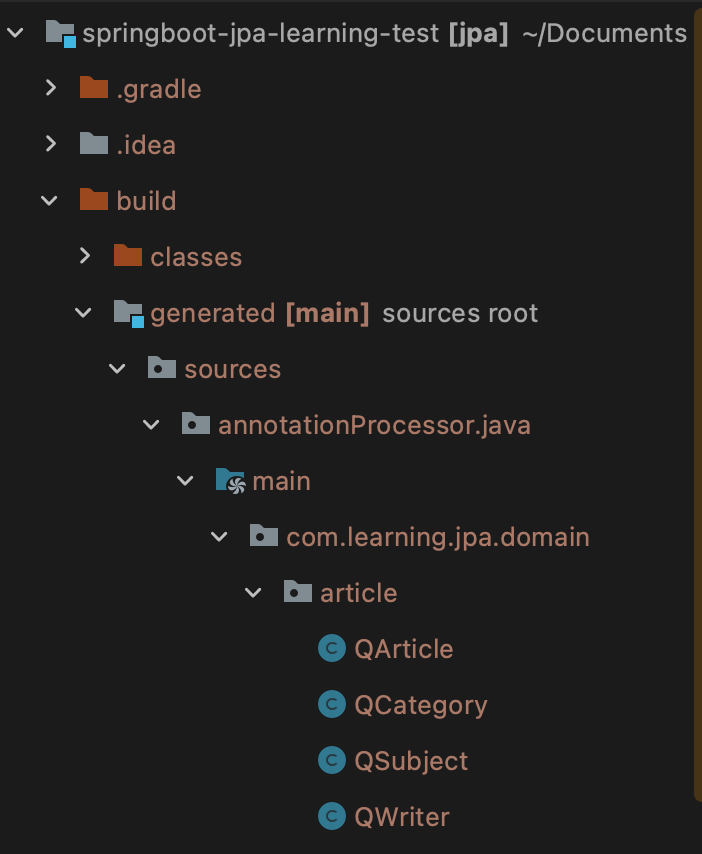 springboot-jpa-learning-test [jpa] ~/Documents
.gradle
.idea
build
classes
generated [main] sources root
sources
annotationProcessor.java
main
com.learning.jpa.domain
article
C QArticle
C QCategory
C QSubject
C QWriter